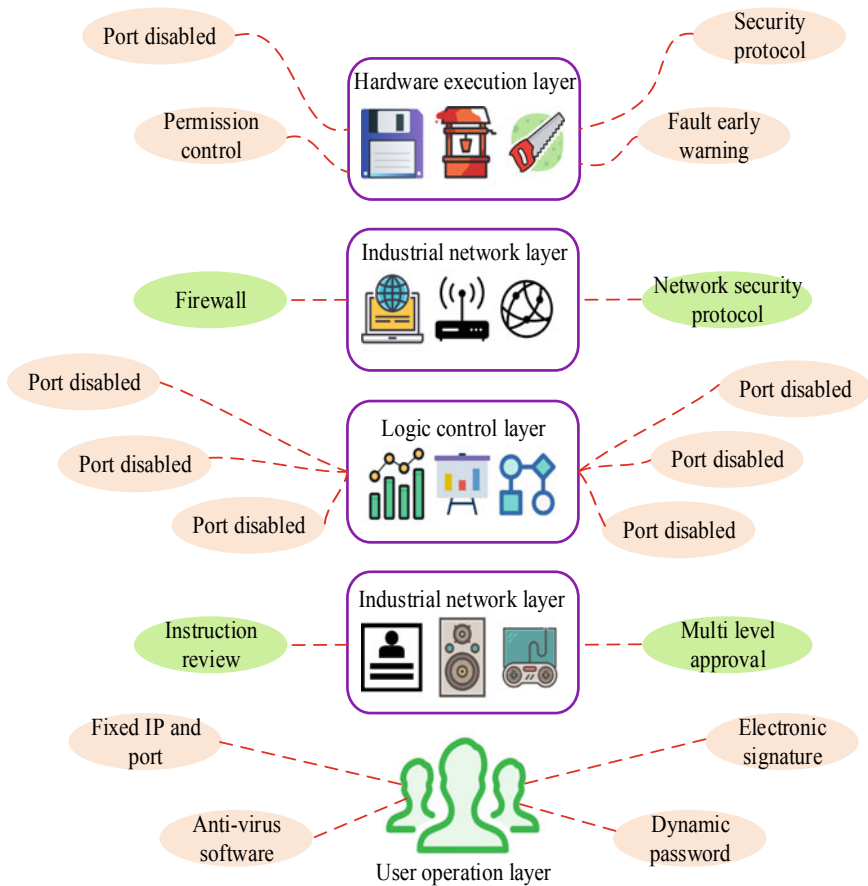 Port disabled
Security
protocol
Hardware execution layer
Permission
control
Fault early
warning
Industrial network layer
Firewall
Network security
protocol
Port disabled
Port disabled
Logic control layer
Port disabled
Port disabled
Port disabled
Port disabled
Industrial network layer
Instruction
review
Multi level
approval
Fixed IP and
port
Electronic
signature
Anti-virus
software
Dynamic
password
User operation layer